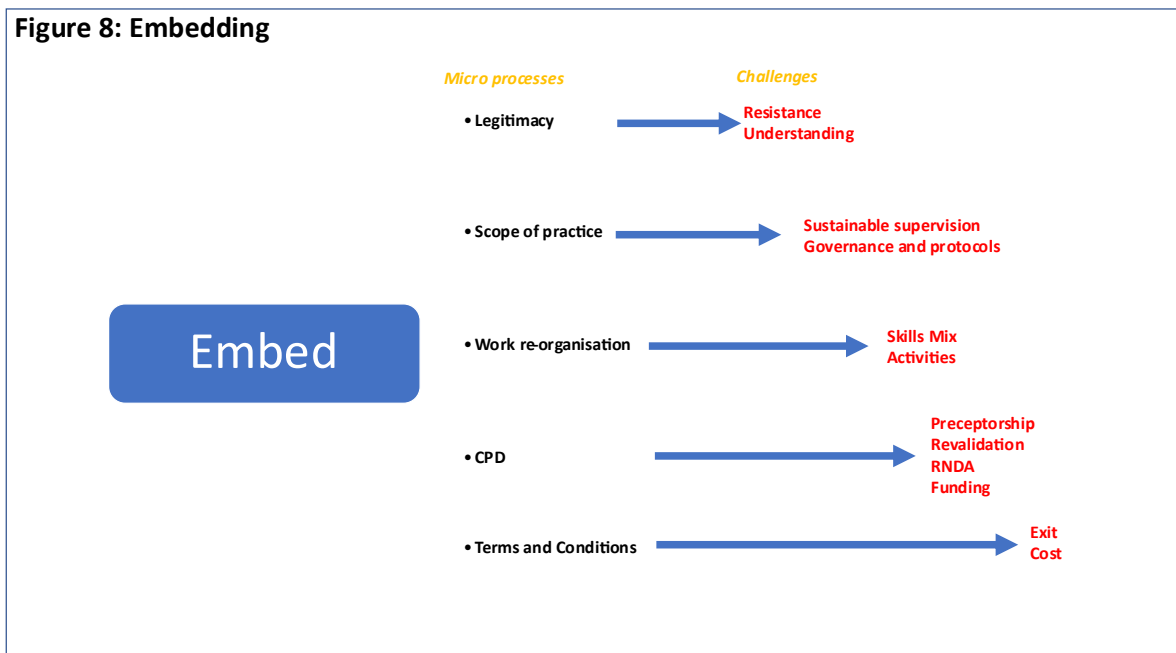 Figure 8: Embedding
Micro processes
Challenges
• Legitimacy
Resistance
Understanding
• Scope of practice
Sustainable supervision
Governance and protocols
Embed
• Work re-organisation
Skills Mix
Activities
• CPD
Preceptorship
Revalidation
RNDA
Funding
• Terms and Conditions
Exit
Cost